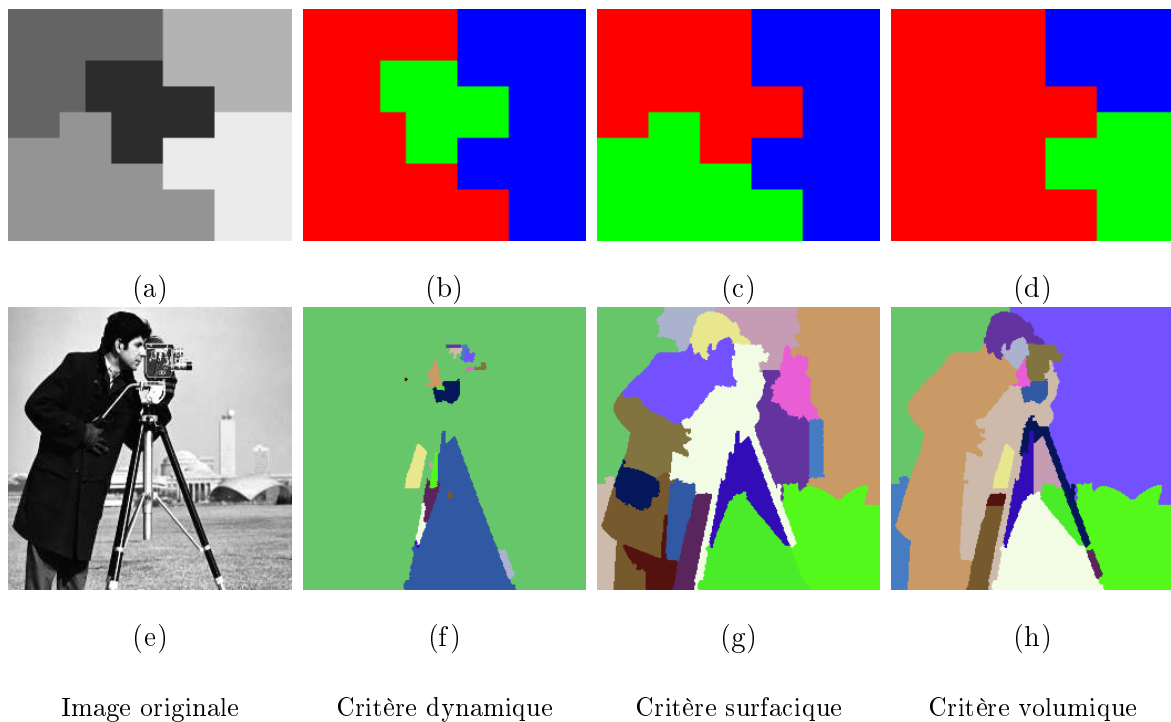 (a) (b) (c) (d)
(e) (f) (g) (h)
Image originale Critère dynamique Critère surfacique Critère volumique